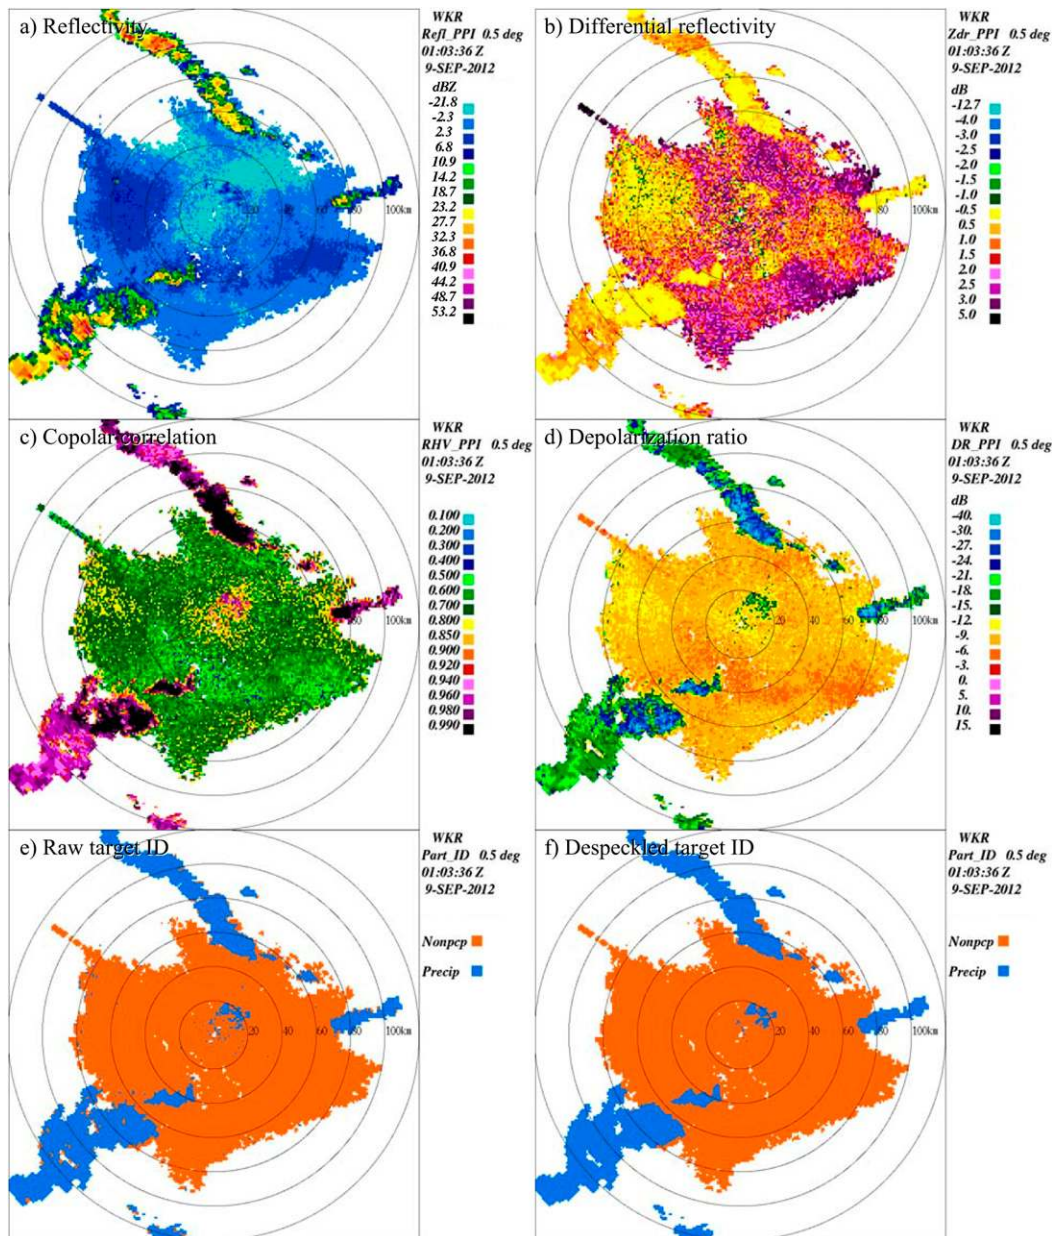 a) Reflectivity
WKR
Refl_PPI 0.5 deg
01:03:36 Z
9-SEP-2012
dBZ
-21.8
-2.3
2.3
6.8
10.9
14.2
18.7
23.2
27.7
32.3
36.8
40.9
44.2
48.7
53.2
60 80 100km
b) Differential reflectivity
WKR
Zdr_PPI 0.5 deg
01:03:36 Z
9-SEP-2012
dB
-12.7
-4.0
-3.0
-2.5
-2.0
-1.5
-1.0
-0.5
0.5
1.0
1.5
2.0
2.5
3.0
5.0
100km
c) Copolar correlation
WKR
RHV_PPI 0.5 deg
01:03:36 Z
9-SEP-2012
0.100
0.200
0.300
0.400
0.500
0.600
0.700
0.800
0.850
0.900
0.920
0.940
0.960
0.980
0.990
100km
d) Depolarization ratio
WKR
DR_PPI 0.5 deg
01:03:36 Z
9-SEP-2012
dB
-40.
-30.
-27.
-24.
-21.
-18.
-15.
-12.
-9.
-6.
-3.
0.
5.
10.
15.
20 40 60 80 100km
e) Raw target ID
WKR
Part_ID 0.5 deg
01:03:36 Z
9-SEP-2012
Nonpcp
Precip
20 40 60 80 100km
f) Despeckled target ID
WKR
Part_ID 0.5 deg
01:03:36 Z
9-SEP-2012
Nonpcp
Precip
20 40 60 80 100km